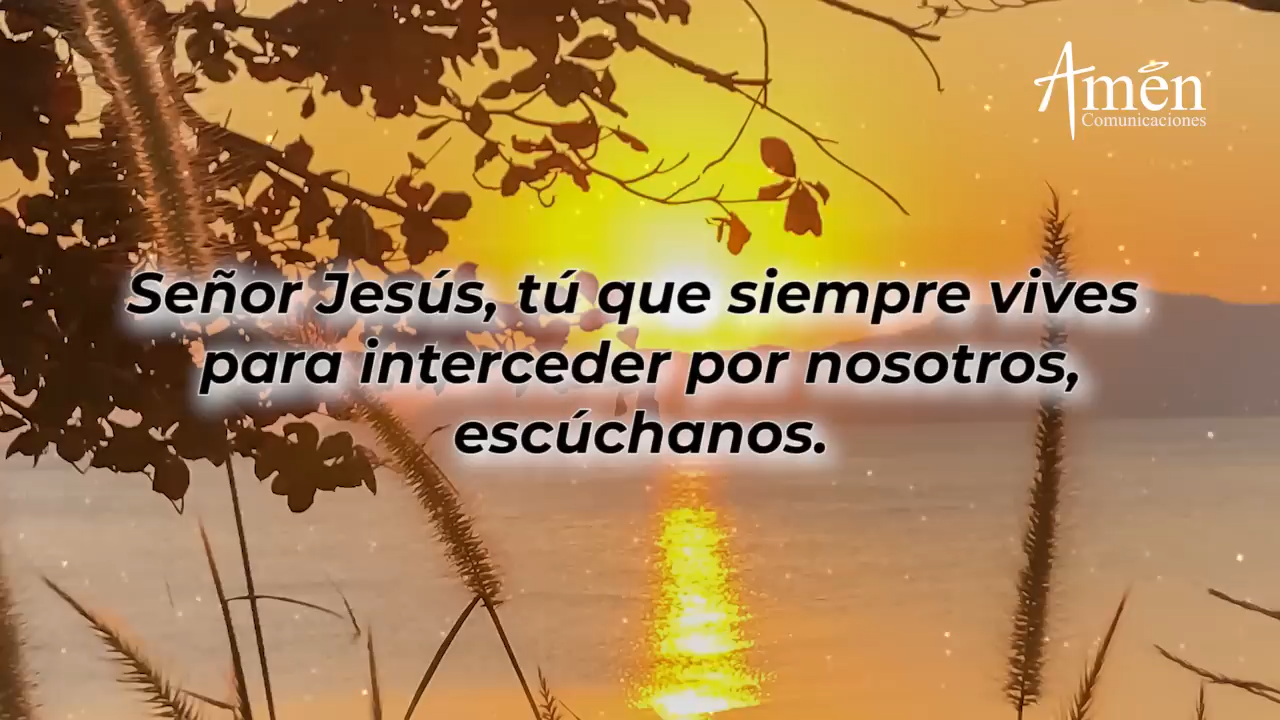 Amén
Comunicaciones
Señor Jesús, tú que siempre vives
para interceder por nosotros,
escúchanos.